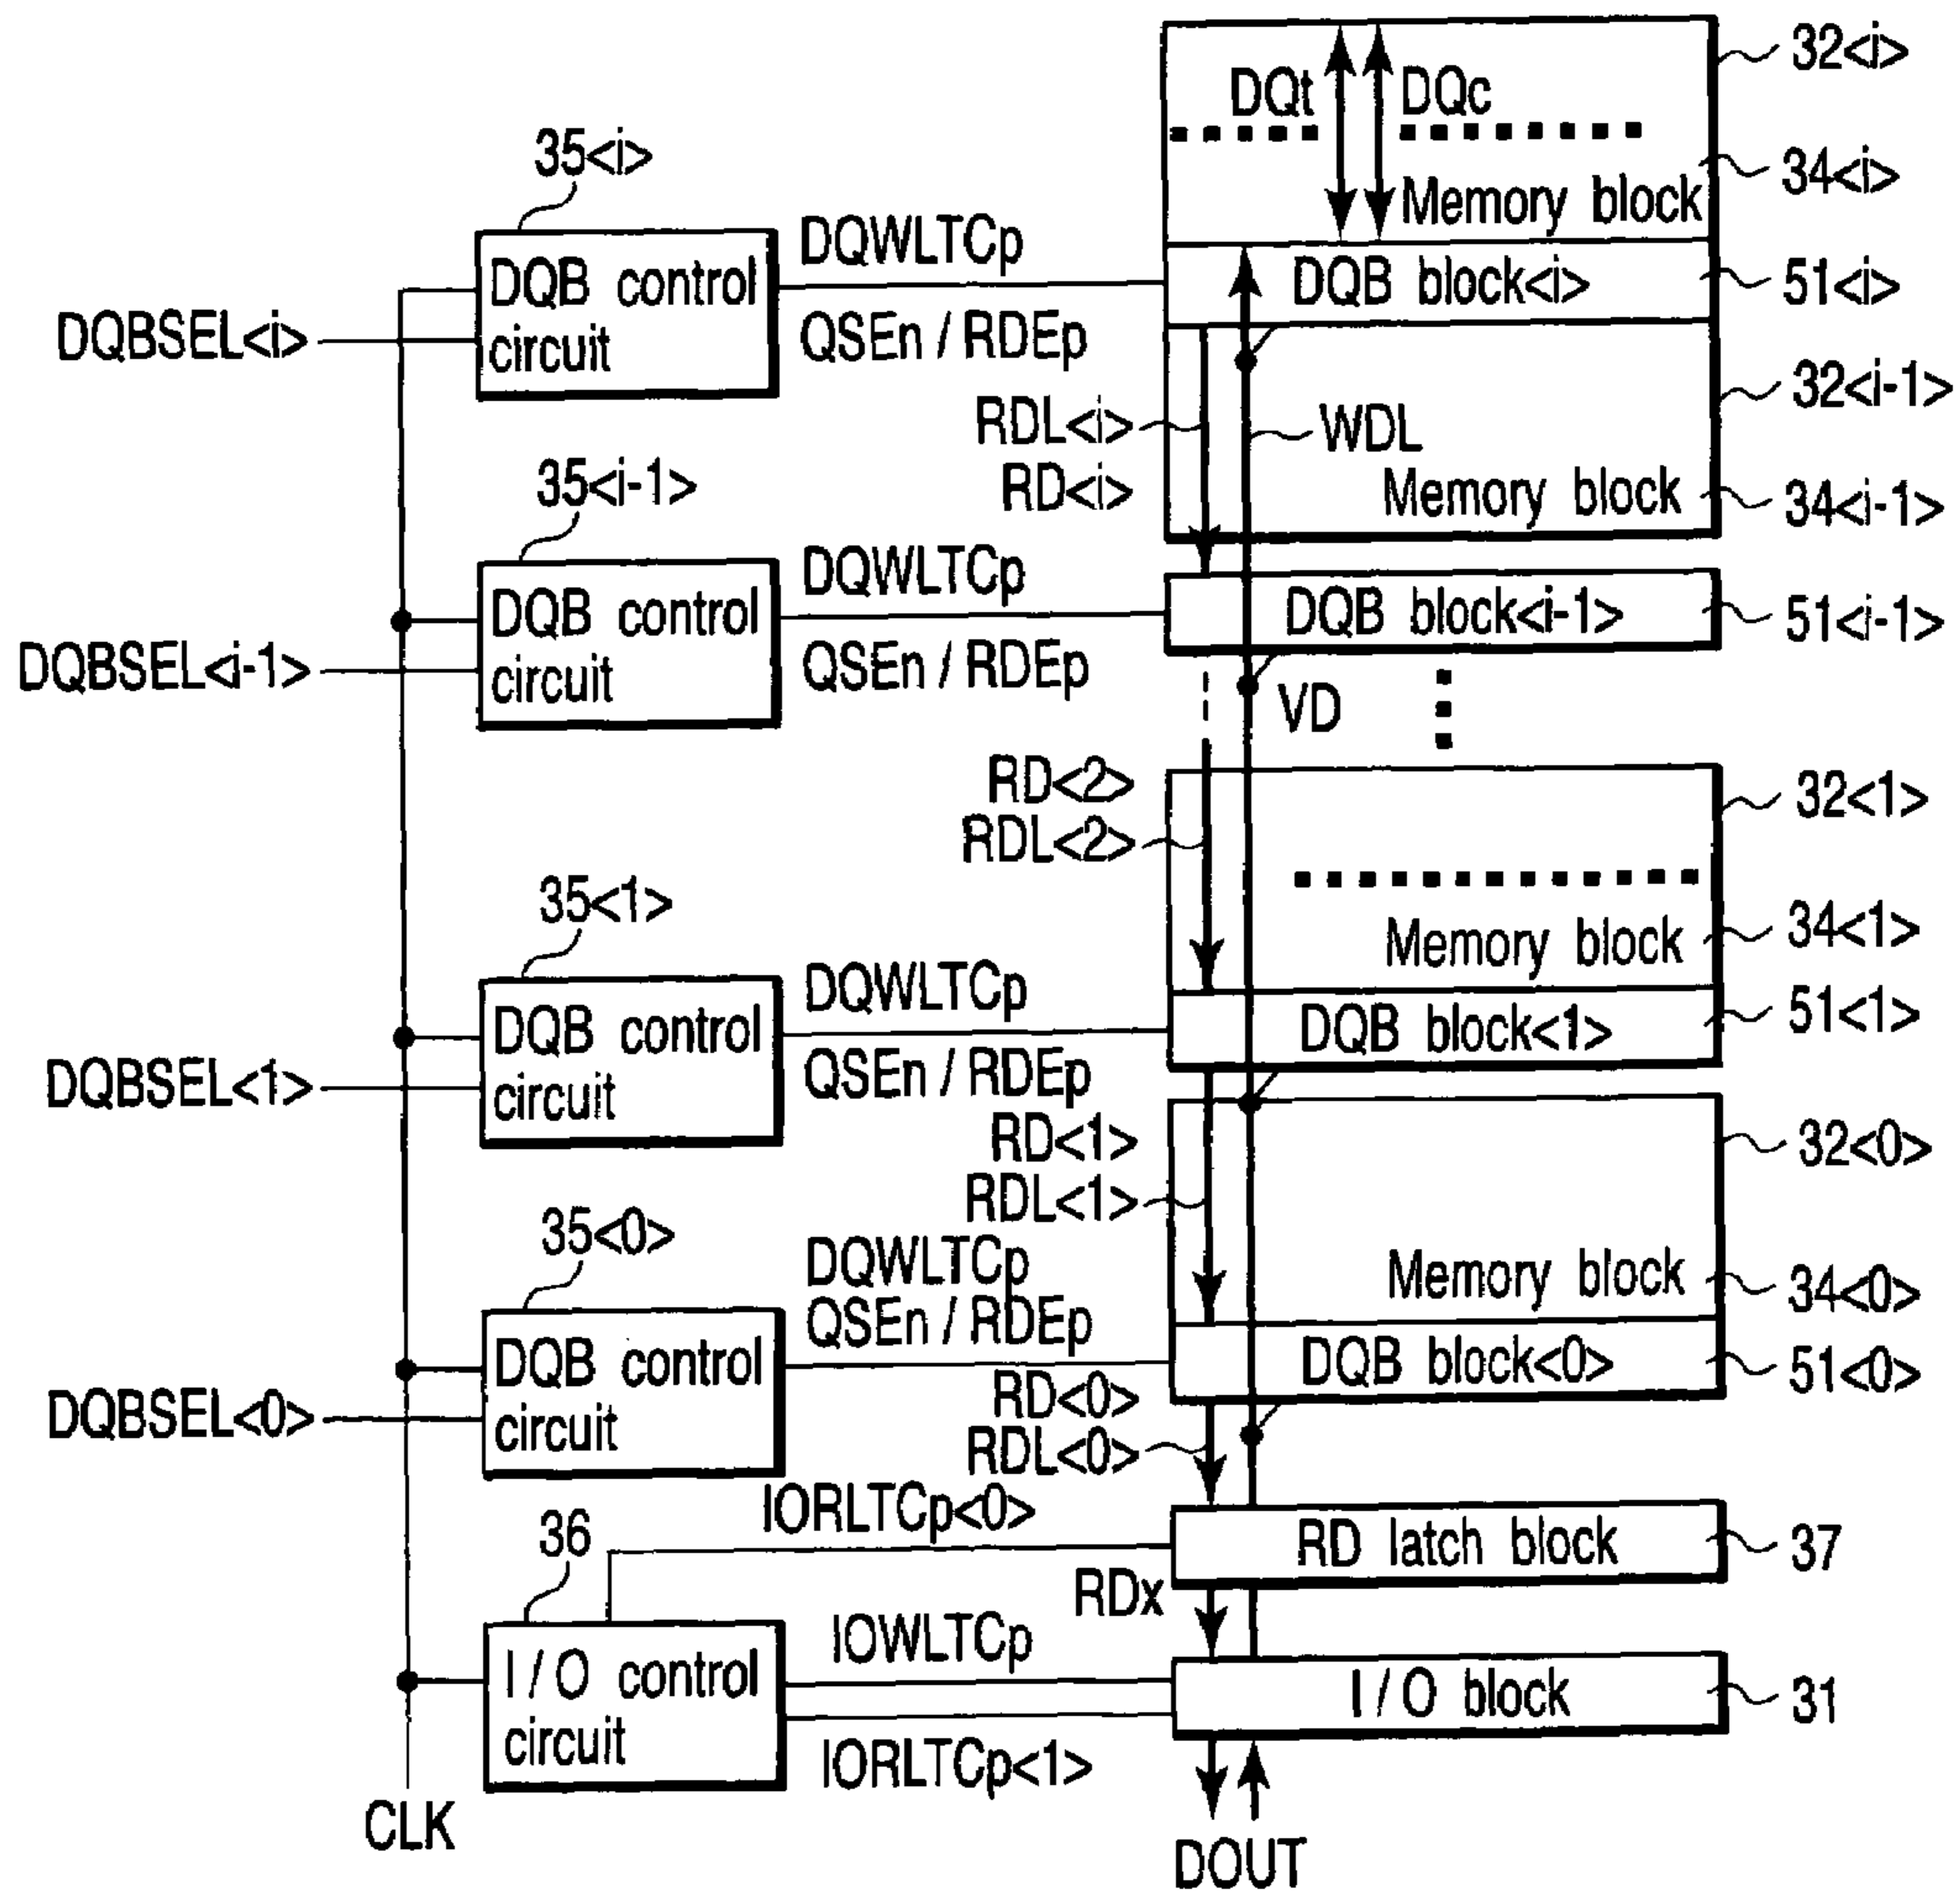 32<i>
DQt
DQc
35<i>
34<i>
Memory block
DQWLTCp
DQB control
circuit
DQB block<i>
51<i>
DQBSEL<i>
QSEn / RDEp
32<i-1>
RDL<i>
WDL
35<i-1>
RD<i>
Memory block
34<i-1>
DQWLTCp
DQB control
circuit
DQB block<i-1>
51<i-1>
DQBSEL<i-1>
QSEn / RDEp
VD
RD<2>
32<1>
RDL<2>
35<1>
34<1>
Memory block
DQWLTCp
DQB control
circuit
DQB block<1>
51<1>
DQBSEL<1>
QSEn / RDEp
RD<1>
32<0>
RDL<1>
35<0>
DQWLTCp
Memory block
34<0>
QSEn / RDEp
DQB control
circuit
DQB block<0>
51<0>
DQBSEL<0>
RD<0>
RDL<0>
IORLTCp<0>
36
RD latch block
37
RDx
IOWLTCp
I/O control
circuit
I/O block
31
IORLTCp<1>
CLK
DOUT